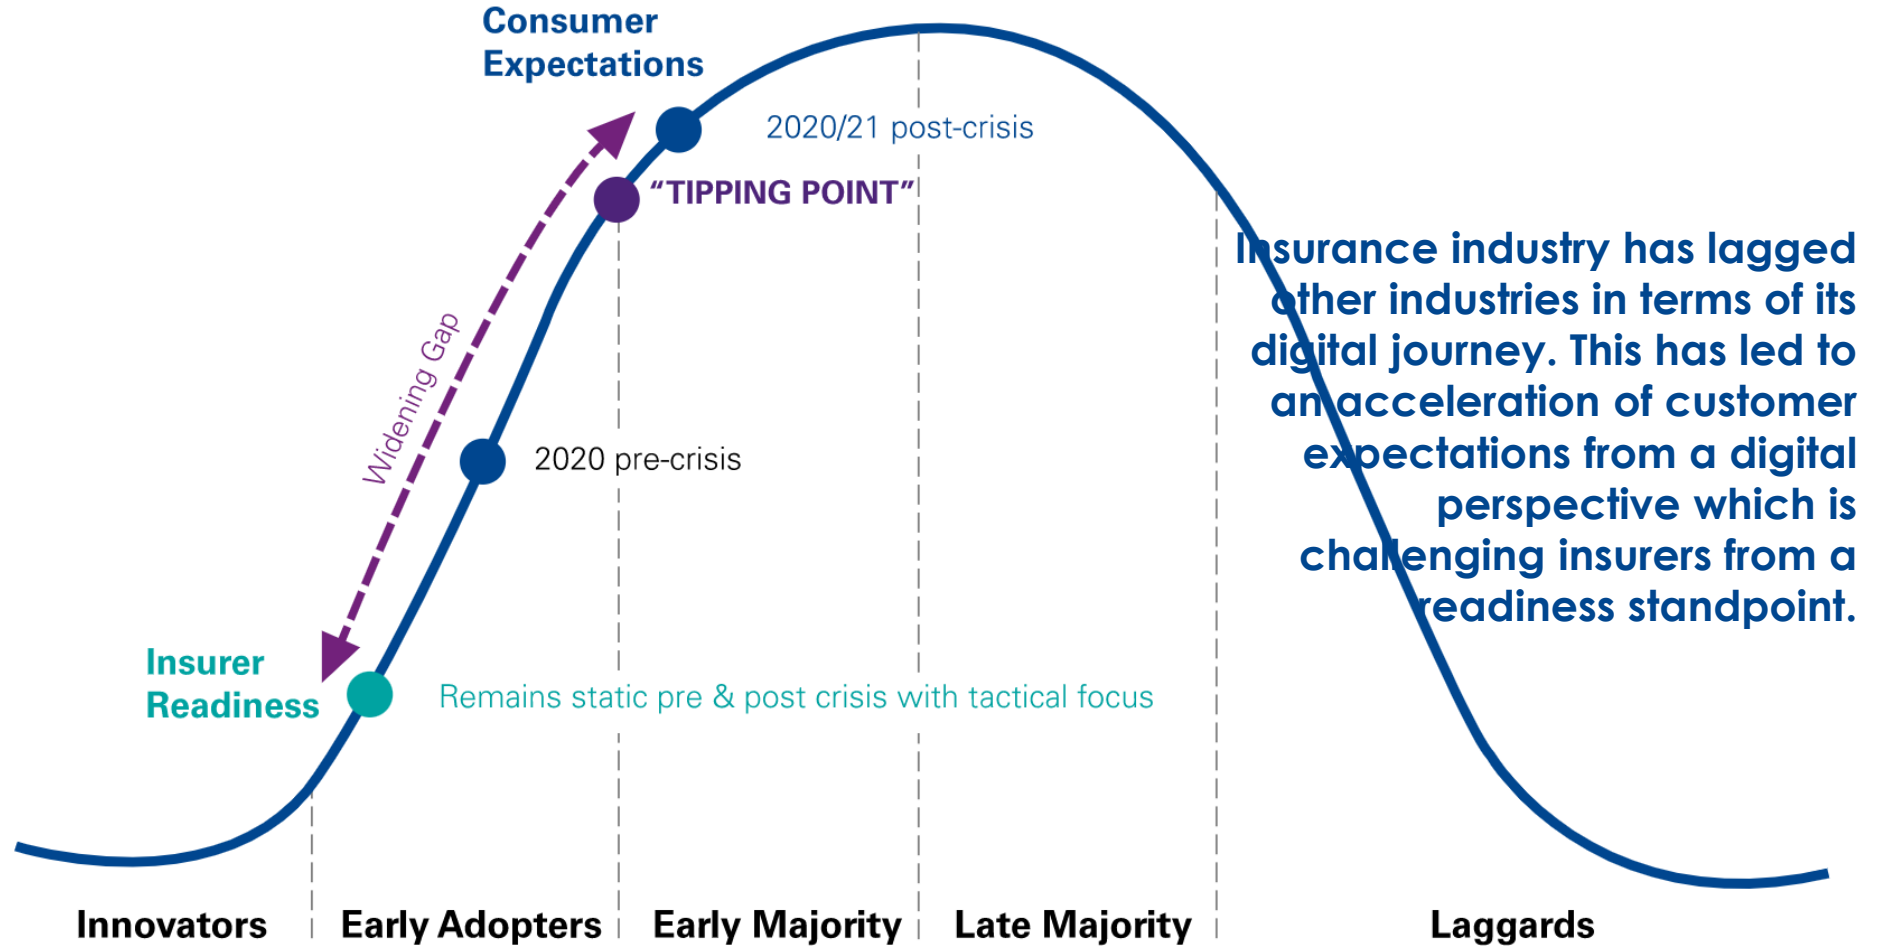 Consumer
Expectations
2020/21 post-crisis
“TIPPING POINT”
Widening Gap
2020 pre-crisis
Insurer
Readiness
Remains static pre & post crisis with tactical focus
Insurance industry has lagged
other industries in terms of its
digital journey. This has led to
an acceleration of customer
expectations from a digital
perspective which is
challenging insurers from a
readiness standpoint.
Innovators
Early Adopters
Early Majority
Late Majority
Laggards